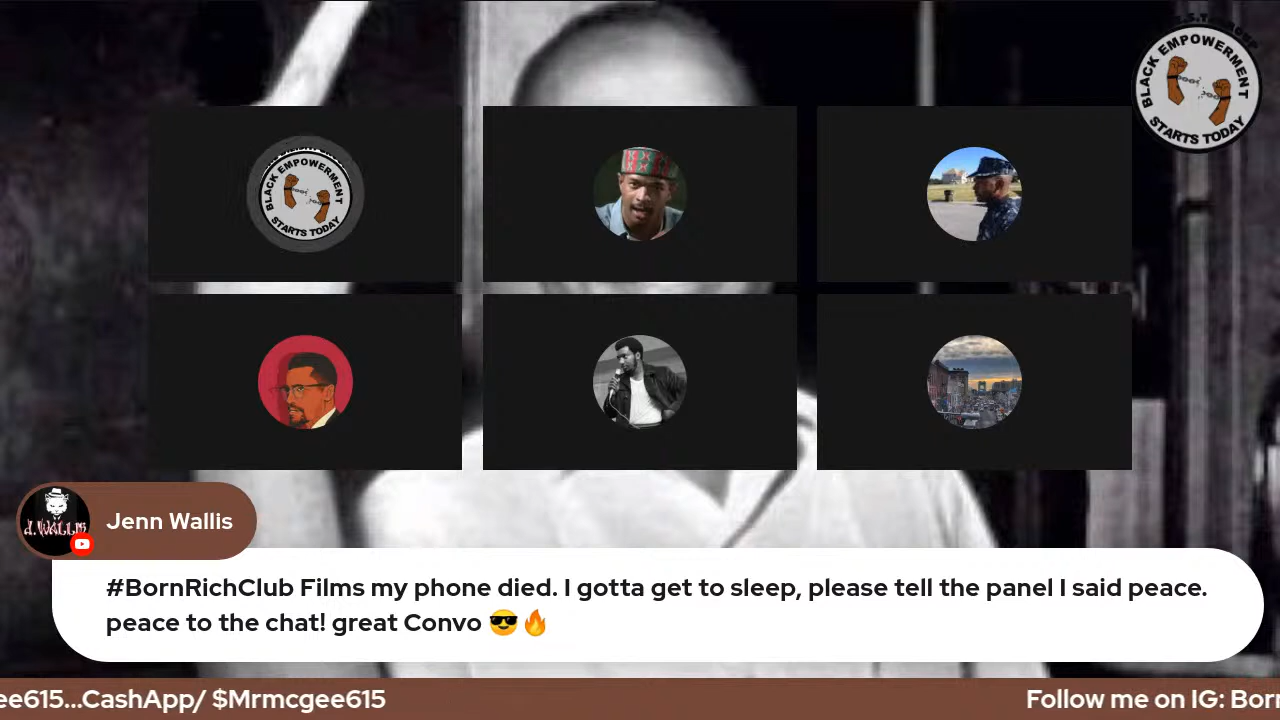 BLACK EMPOWERMENT
STARTS TODAY
BLACK EMPOWERMENT
STARTS TODAY
J.WALLIS
Jenn Wallis
#BornRichClub Films my phone died. I gotta get to sleep, please tell the panel I said peace.
peace to the chat! great Convo 😎🔥
ee615...CashApp/ $Mrmcgee615
Follow me on IG: Born